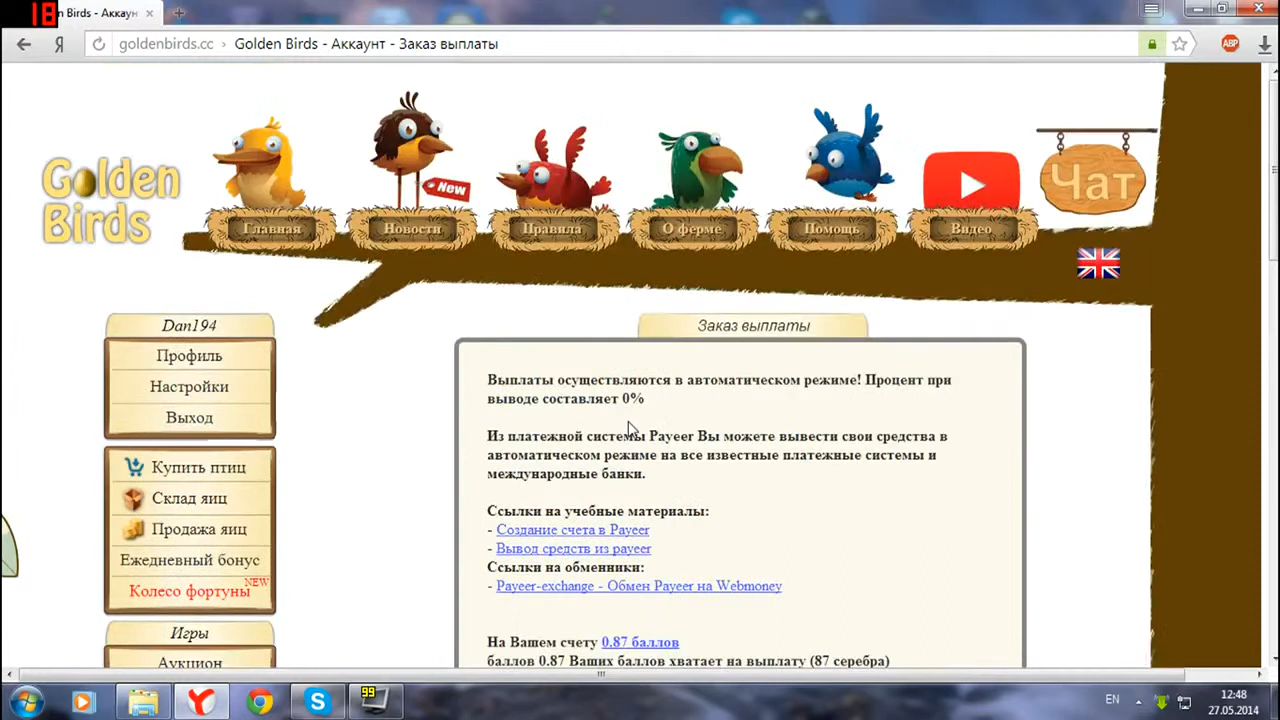 18
Birds - Аккаун
goldenbirds.cc › Golden Birds - Аккаунт - Заказ выплаты
ABP
Golden
Birds
New
Чат
Главная
Новости
Правила
О ферме
Помощь
Видео
Dan194
Профиль
Настройки
Выход
Купить птиц
Склад яиц
Продажа яиц
Ежедневный бонус
Колесо фортуны NEW
Игры
Аукцион
Заказ выплаты
Выплаты осуществляются в автоматическом режиме! Процент при
выводе составляет 0%
Из платежной системы Payeer Вы можете вывести свои средства в
автоматическом режиме на все известные платежные системы и
международные банки.
Ссылки на учебные материалы:
- Создание счета в Payeer
- Вывод средств из payeer
Ссылки на обменники:
- Payeer-exchange - Обмен Payeer на Webmoney
На Вашем счету 0.87 баллов
баллов 0.87 Ваших баллов хватает на выплату (87 серебра)
99
EN
12:48
27.05.2014